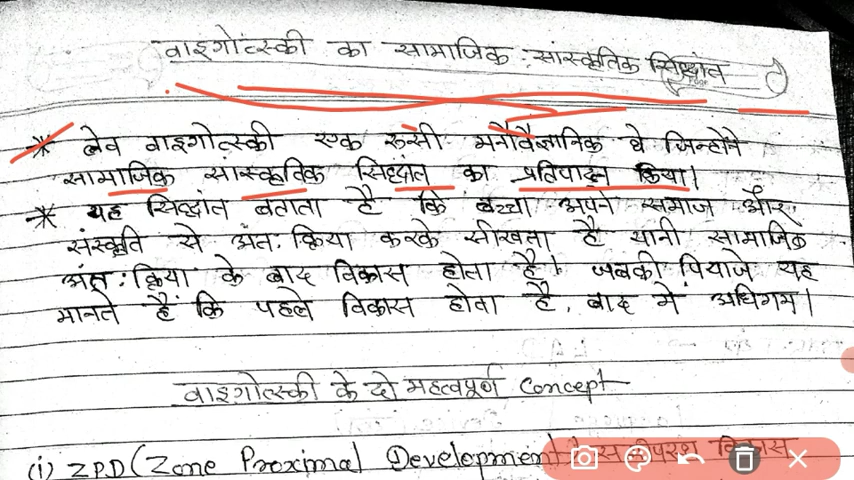 वाइगोत्स्की का सामाजिक सांस्कृतिक सिद्धांत
* लेव वाइगोत्स्की एक रूसी मनोवैज्ञानिक थे जिन्होंने
सामाजिक सांस्कृतिक सिद्धांत का प्रतिपादन किया।
* यह सिद्धांत बताता है कि बच्चा अपने समाज और
संस्कृति से अंत:क्रिया करके सीखता है यानी सामाजिक
अंत:क्रिया के बाद विकास होता है। जबकी पियाजे यह
मानते हैं कि पहले विकास होता है, बाद में अधिगम।
वाइगोत्स्की के दो महत्वपूर्ण Concept
(i) ZPD (Zone Proximal Development विकास